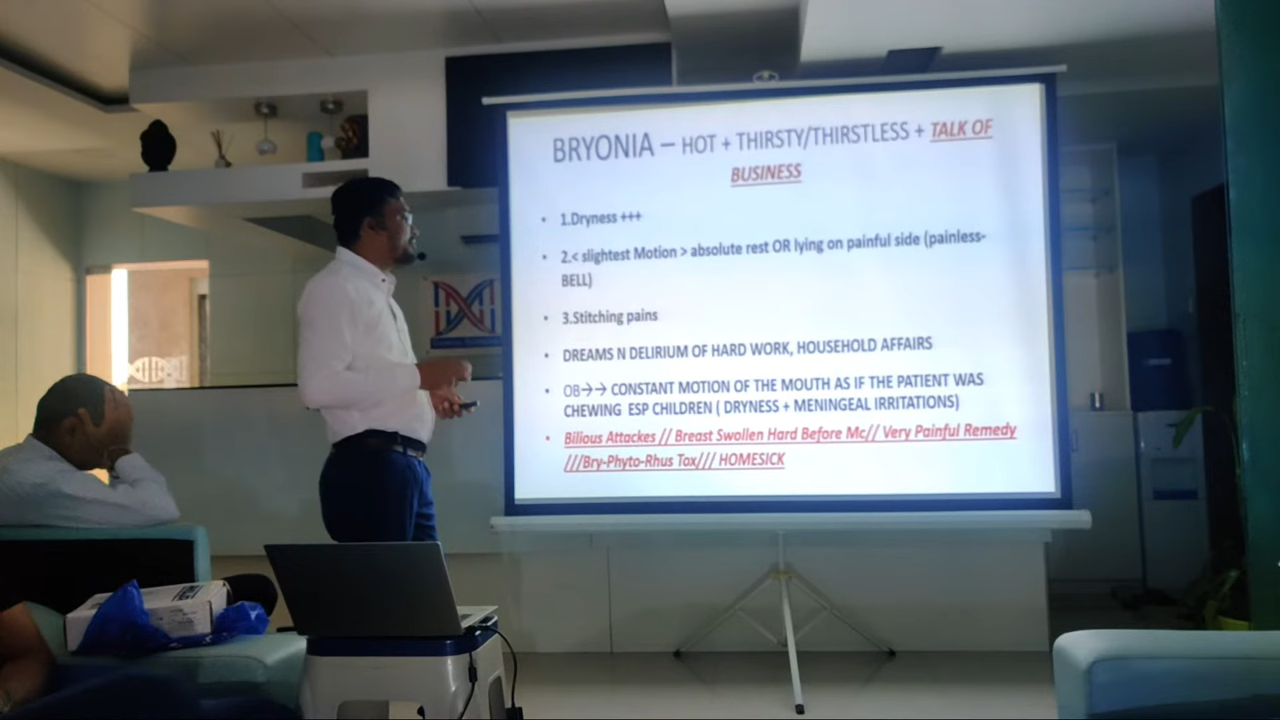 BRYONIA – HOT + THIRSTY/THIRSTLESS + TALK OF
BUSINESS
• 1.Dryness +++
• 2.< slightest Motion > absolute rest OR lying on painful side (painless-
BELL)
• 3.Stitching pains
• DREAMS N DELIRIUM OF HARD WORK, HOUSEHOLD AFFAIRS
• OB→→ CONSTANT MOTION OF THE MOUTH AS IF THE PATIENT WAS
CHEWING ESP CHILDREN ( DRYNESS + MENINGEAL IRRITATIONS)
• Bilious Attackes // Breast Swollen Hard Before Mc// Very Painful Remedy
///Bry-Phyto-Rhus Tox/// HOMESICK